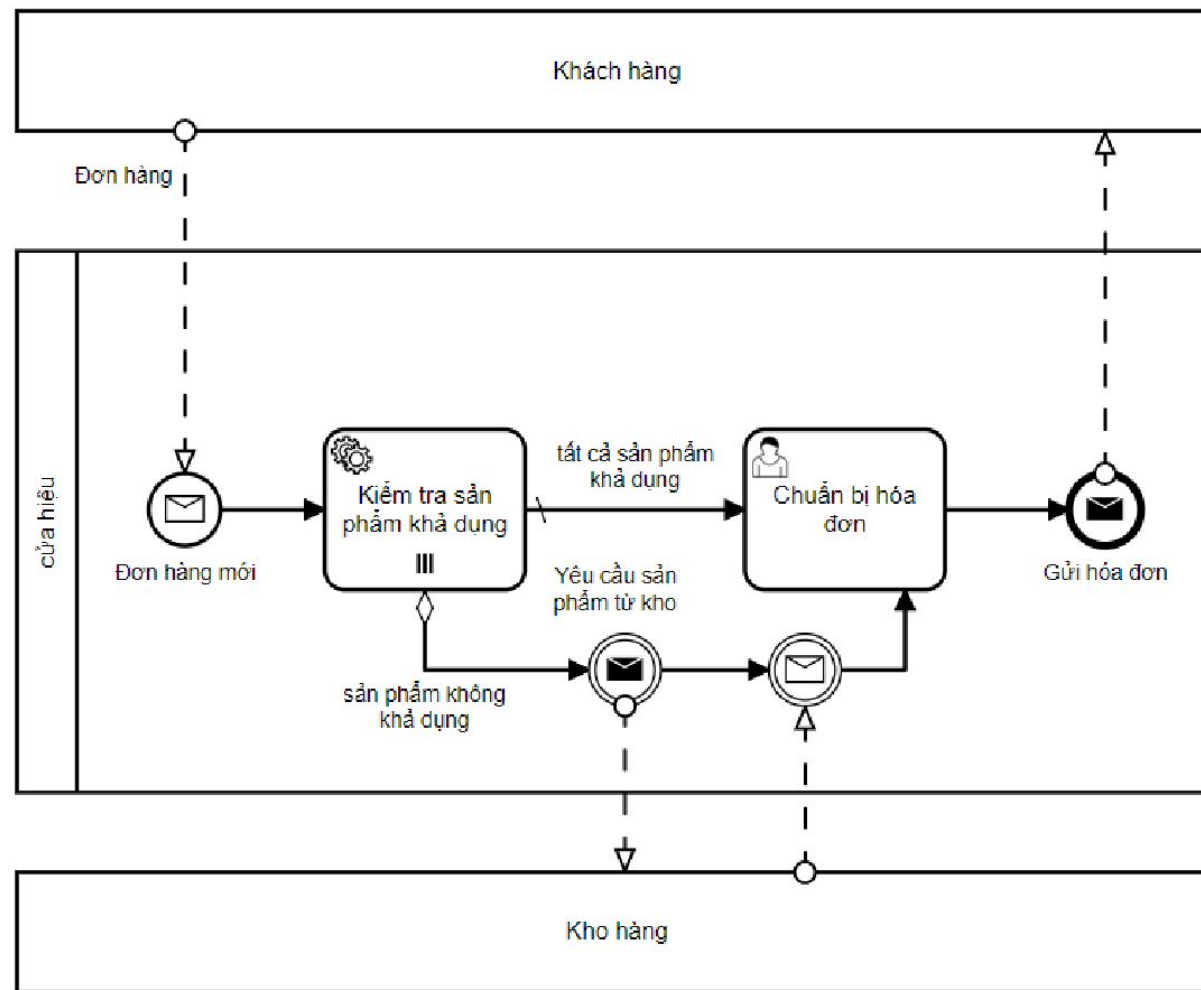 Khách hàng
Đơn hàng
cửa hiệu
Đơn hàng mới
Kiểm tra sản
phẩm khả dụng
tất cả sản phẩm
khả dụng
Chuẩn bị hóa
đơn
Gửi hóa đơn
Yêu cầu sản
phẩm từ kho
sản phẩm không
khả dụng
Kho hàng